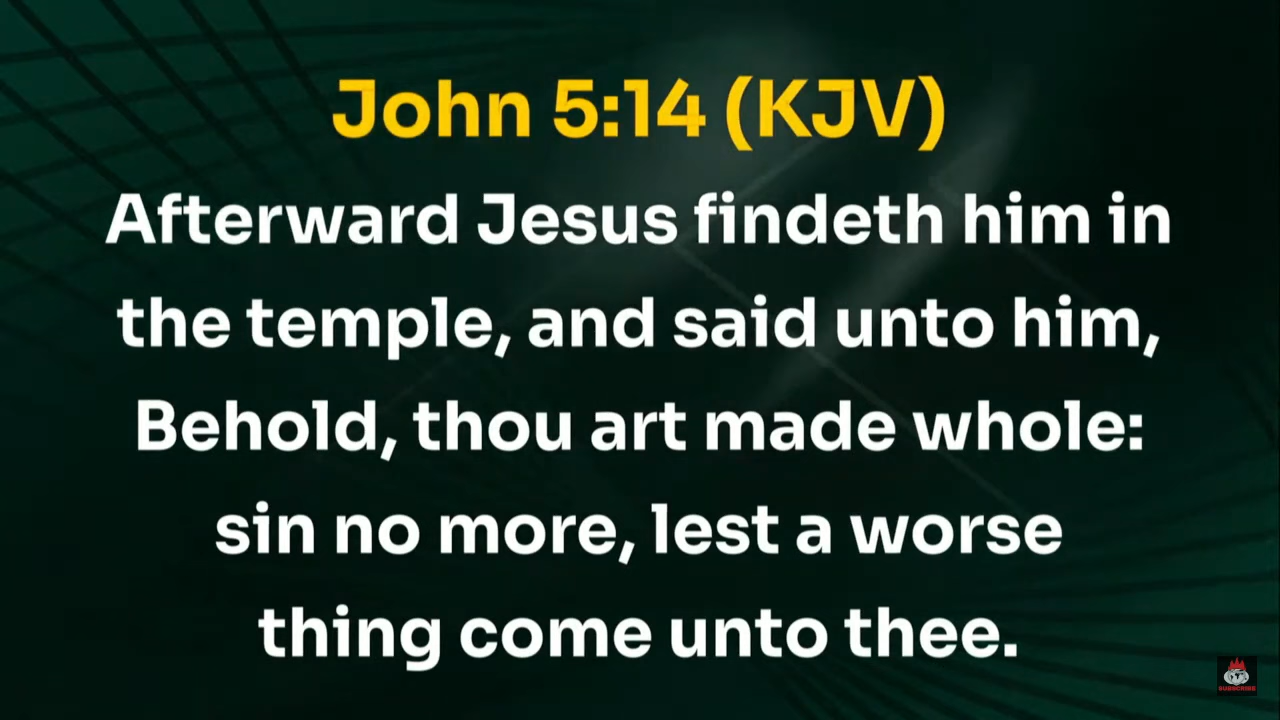 John 5:14 (KJV)
Afterward Jesus findeth him in
the temple, and said unto him,
Behold, thou art made whole:
sin no more, lest a worse
thing come unto thee.
SUBSCRIBE